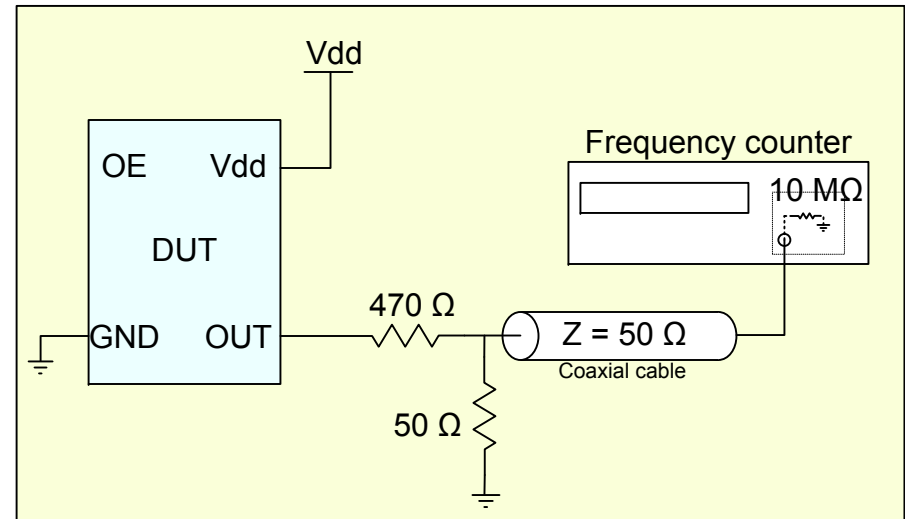 Vdd
Frequency counter
OE Vdd
10 MΩ
DUT
470 Ω
GND OUT
Z = 50 Ω
Coaxial cable
50 Ω